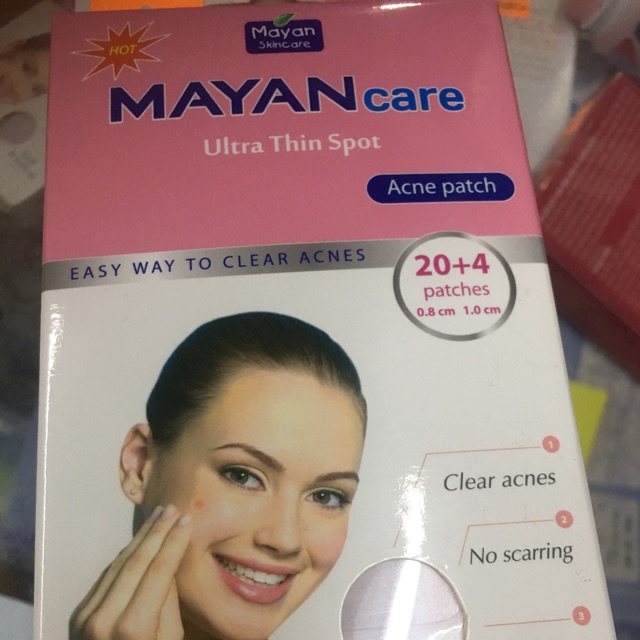 HOT
Mayan
Skincare
MAYANcare
Ultra Thin Spot
Acne patch
EASY WAY TO CLEAR ACNES
20+4
patches
0.8 cm 1.0 cm
1
Clear acnes
2
No scarring
3